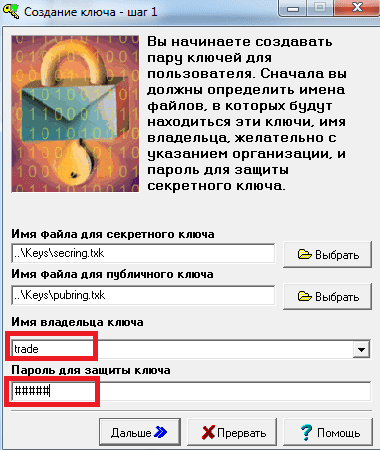 Создание ключа - шаг 1
Вы начинаете создавать
пару ключей для
пользователя. Сначала вы
должны определить имена
файлов, в которых будут
находиться эти ключи, имя
владельца, желательно с
указанием организации, и
пароль для защиты
секретного ключа.
Имя файла для секретного ключа
..\Keys\secring.txk
Выбрать
Имя файла для публичного ключа
..\Keys\pubring.txk
Выбрать
Имя владельца ключа
trade
Пароль для защиты ключа
#####
Дальше
Прервать
Помощь